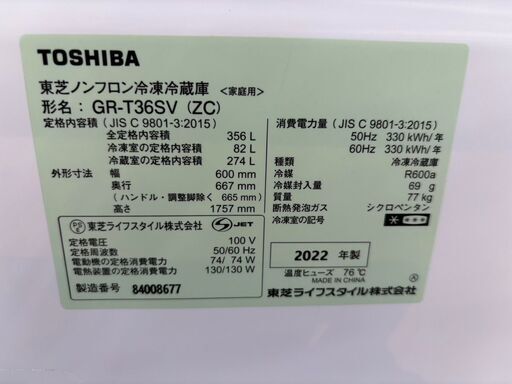 TOSHIBA
東芝ノンフロン冷凍冷蔵庫 <家庭用>
形名: GR-T36SV (ZC)
定格内容積 (JIS C 9801-3:2015)
全定格内容積 356 L
冷凍室の定格内容積 82 L
冷蔵室の定格内容積 274 L
外形寸法 幅 600 mm
奥行 667 mm
(ハンドル・調整脚除く 665 mm)
高さ 1757 mm
消費電力量 (JIS C 9801-3:2015)
50Hz 330 kWh/年
60Hz 330 kWh/年
種類 冷凍冷蔵庫
冷媒 R600a
冷媒封入量 69 g
質量 77kg
断熱発泡ガス シクロペンタン
冷凍室の記号
東芝ライフスタイル株式会社 S JET
定格電圧 100 V
定格周波数 50/60 Hz
電動機の定格消費電力 74/ 74 W
電熱装置の定格消費電力 130/130 W
製造番号 84008677
2022 年製
温度ヒューズ 76℃
MADE IN CHINA
東芝ライフスタイル株式会社